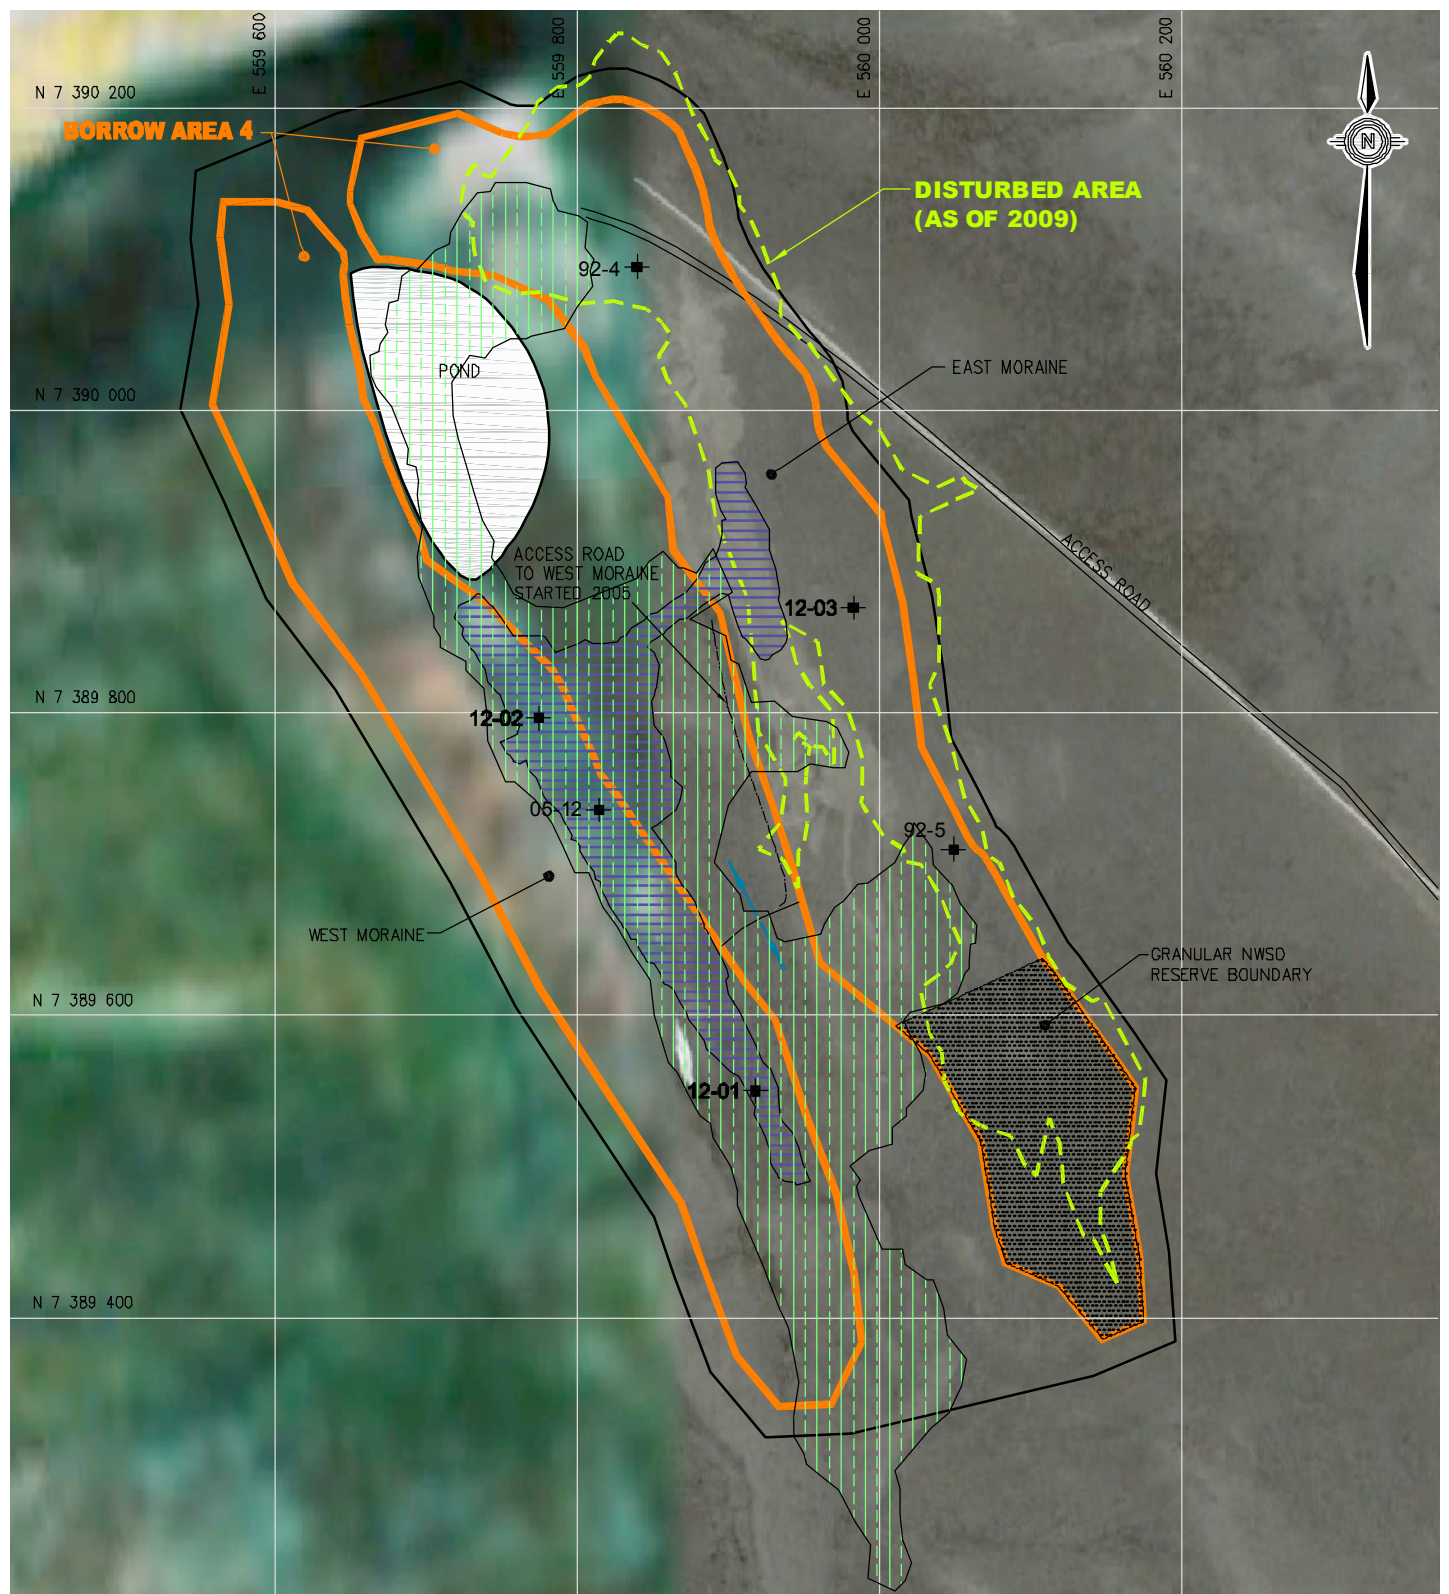 E 559 600
E 559 800
E 560 000
E 560 200
N 7 390 200
BORROW AREA 4
N
DISTURBED AREA
(AS OF 2009)
92-4
EAST MORAINE
POND
N 7 390 000
ACCESS ROAD
TO WEST MORAINE
STARTED 2005
ACCESS ROAD
12-03
N 7 389 800
12-02
05-12
92-5
WEST MORAINE
GRANULAR NWSO
RESERVE BOUNDARY
N 7 389 600
12-01
N 7 389 400